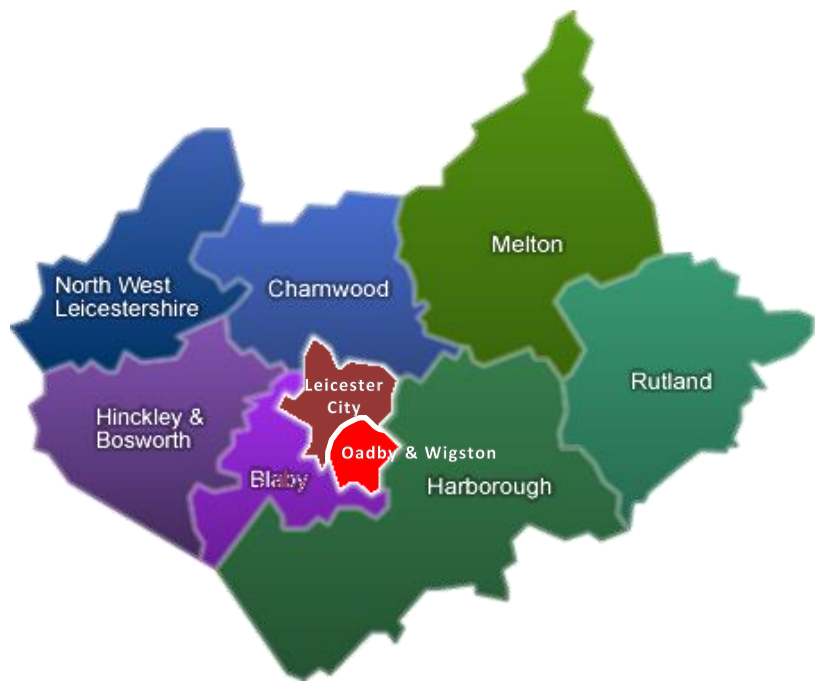 Melton
North West
Leicestershire
Charnwood
Rutland
Leicester
City
Hinckley &
Bosworth
Oadby & Wigston
Blaby
Harborough